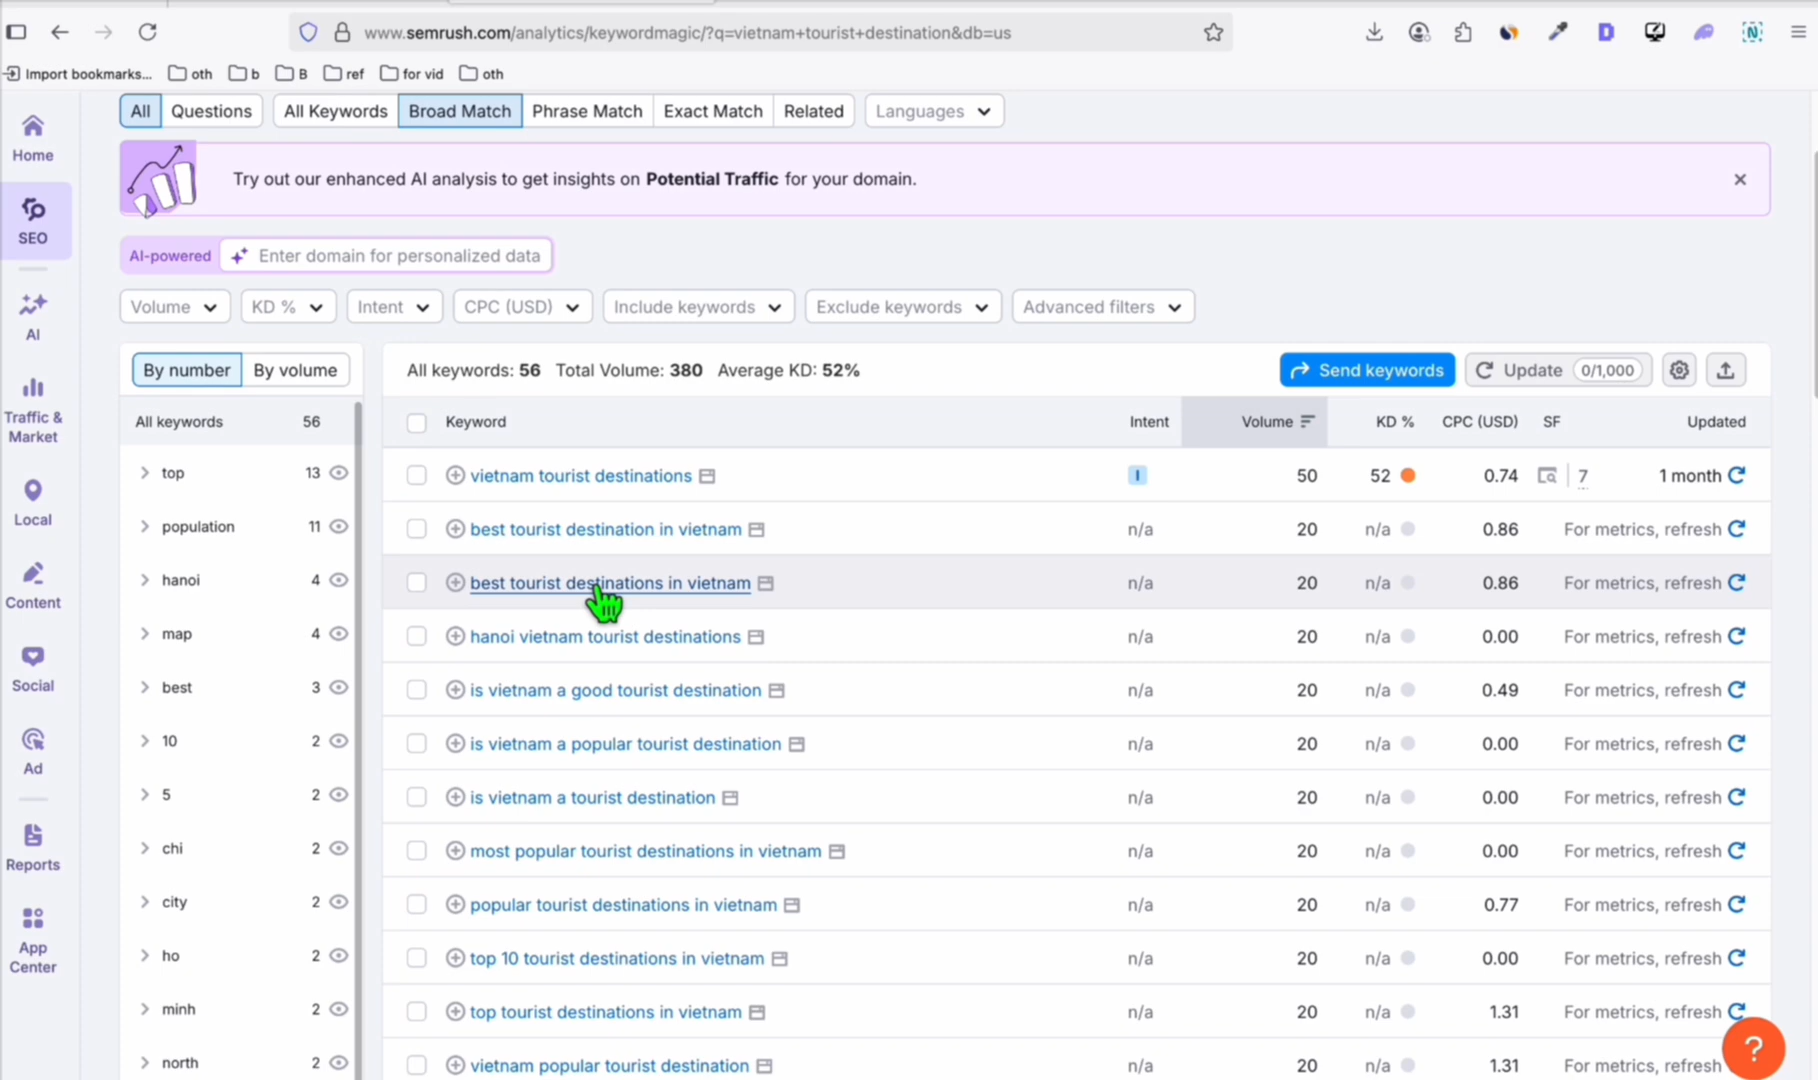 www.semrush.com/analytics/keywordmagic/?q=vietnam+tourist+destination&db=us
Import bookmarks... oth b B ref for vid oth
All Questions All Keywords Broad Match Phrase Match Exact Match Related Languages
Home
Try out our enhanced AI analysis to get insights on Potential Traffic for your domain.
SEO
AI-powered Enter domain for personalized data
Volume KD % Intent CPC (USD) Include keywords Exclude keywords Advanced filters
AI
By number By volume All keywords: 56 Total Volume: 380 Average KD: 52% Send keywords Update 0/1,000
Traffic &
Market
All keywords 56 Keyword Intent Volume KD % CPC (USD) SF Updated
top 13 vietnam tourist destinations I 50 52 0.74 7 1 month
Local
population 11 best tourist destination in vietnam n/a 20 n/a 0.86 For metrics, refresh
hanoi 4 best tourist destinations in vietnam n/a 20 n/a 0.86 For metrics, refresh
Content
map 4 hanoi vietnam tourist destinations n/a 20 n/a 0.00 For metrics, refresh
Social
best 3 is vietnam a good tourist destination n/a 20 n/a 0.49 For metrics, refresh
10 2 is vietnam a popular tourist destination n/a 20 n/a 0.00 For metrics, refresh
Ad
5 2 is vietnam a tourist destination n/a 20 n/a 0.00 For metrics, refresh
chi 2 most popular tourist destinations in vietnam n/a 20 n/a 0.00 For metrics, refresh
Reports
city 2 popular tourist destinations in vietnam n/a 20 n/a 0.77 For metrics, refresh
App
Center
ho 2 top 10 tourist destinations in vietnam n/a 20 n/a 0.00 For metrics, refresh
minh 2 top tourist destinations in vietnam n/a 20 n/a 1.31 For metrics, refresh
north 2 vietnam popular tourist destination n/a 20 n/a 1.31 For metrics, refresh
?